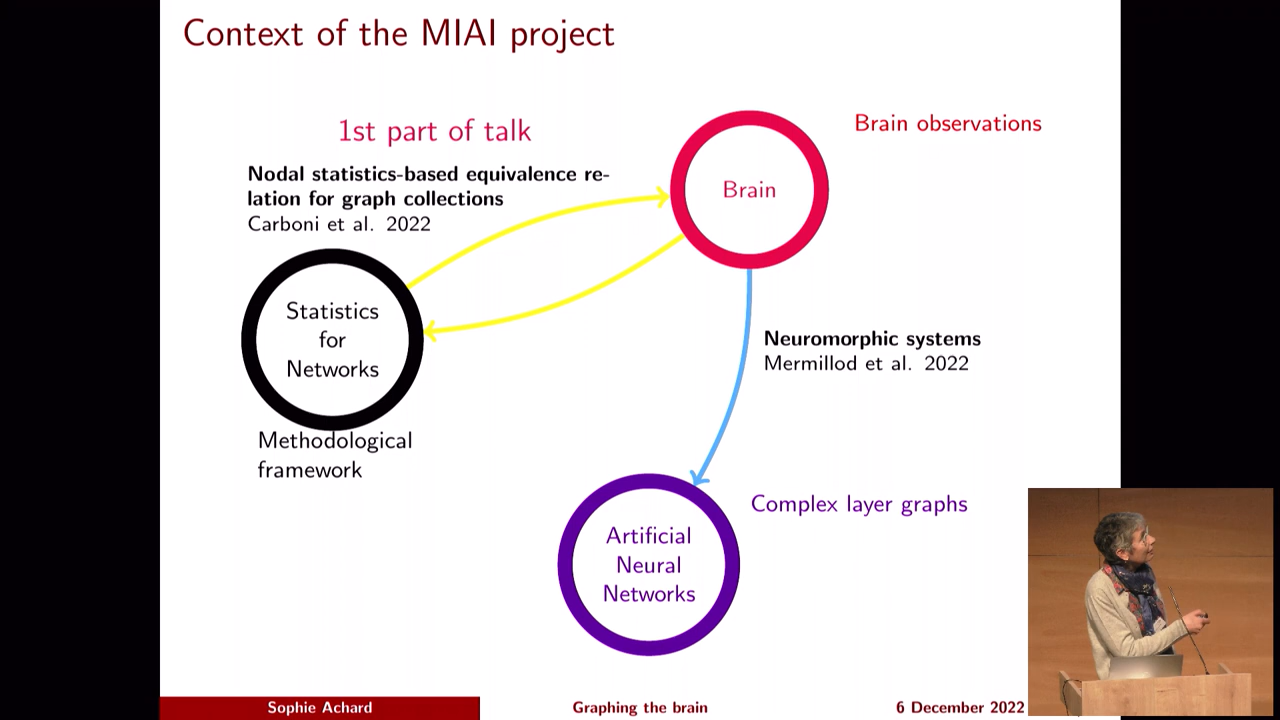 Context of the MIAI project
1st part of talk
Brain observations
Nodal statistics-based equivalence re-
lation for graph collections
Carboni et al. 2022
Brain
Statistics
for
Networks
Neuromorphic systems
Mermillod et al. 2022
Methodological
framework
Complex layer graphs
Artificial
Neural
Networks
Sophie Achard
Graphing the brain
6 December 2022